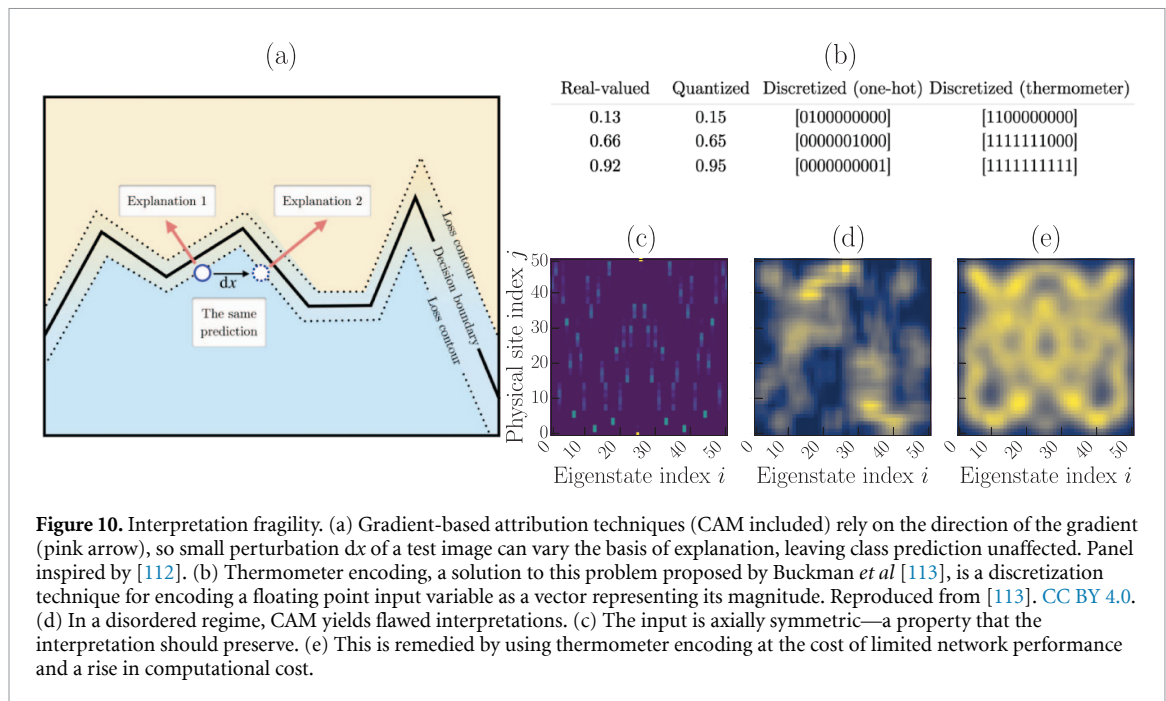 (a)
Explanation 1
Explanation 2
dx
The same
prediction
Loss contour
Decision boundary
Loss contour
(b)
Real-valued Quantized Discretized (one-hot) Discretized (thermometer)
0.13 0.15 [0100000000] [1100000000]
0.66 0.65 [0000001000] [1111111000]
0.92 0.95 [0000000001] [1111111111]
(c) (d) (e)
Physical site index j
50
40
30
20
10
0
0 10 20 30 40 50
0 10 20 30 40 50
0 10 20 30 40 50
Eigenstate index i Eigenstate index i Eigenstate index i
Figure 10. Interpretation fragility. (a) Gradient-based attribution techniques (CAM included) rely on the direction of the gradient
(pink arrow), so small perturbation dx of a test image can vary the basis of explanation, leaving class prediction unaffected. Panel
inspired by [112]. (b) Thermometer encoding, a solution to this problem proposed by Buckman et al [113], is a discretization
technique for encoding a floating point input variable as a vector representing its magnitude. Reproduced from [113]. CC BY 4.0.
(d) In a disordered regime, CAM yields flawed interpretations. (c) The input is axially symmetric—a property that the
interpretation should preserve. (e) This is remedied by using thermometer encoding at the cost of limited network performance
and a rise in computational cost.